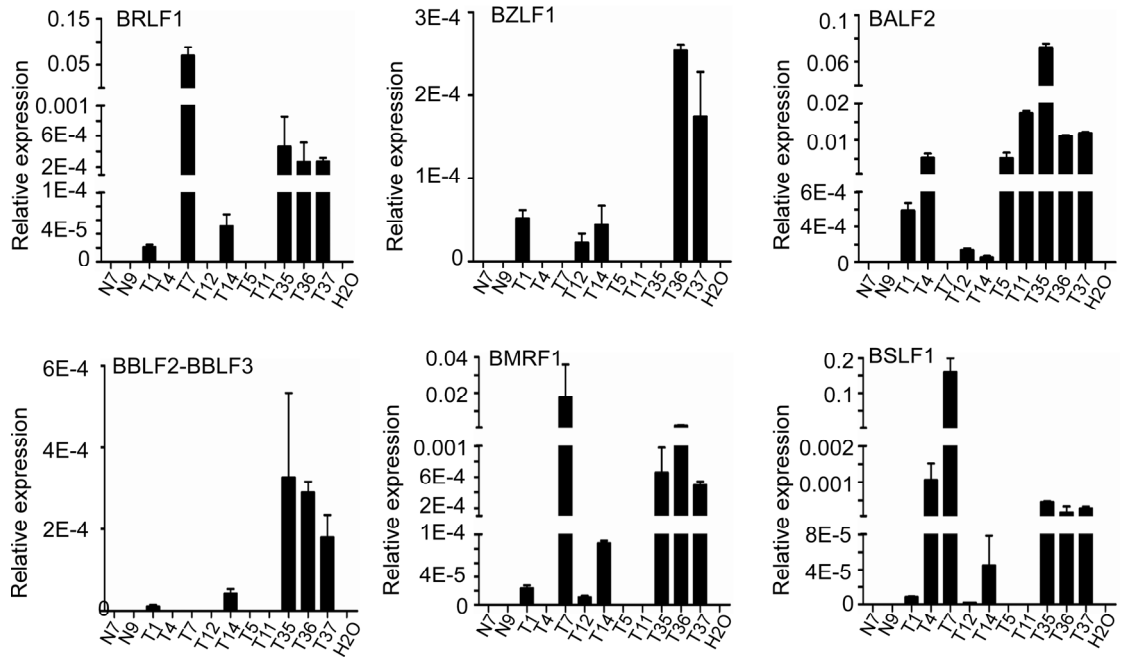 BRLF1
Relative expression
0.15
0.05
0.001
6E-4
2E-4
1E-4
4E-5
0
N7 N9 T1 T4 T7 T12 T14 T5 T11 T35 T36 T37 H2O
BZLF1
Relative expression
3E-4
2E-4
1E-4
0
N7 N9 T1 T4 T7 T12 T14 T5 T11 T35 T36 T37 H2O
BALF2
Relative expression
0.1
0.06
0.02
0.01
6E-4
4E-4
0
N7 N9 T1 T4 T7 T12 T14 T5 T11 T35 T36 T37 H2O
BBLF2-BBLF3
Relative expression
6E-4
4E-4
2E-4
0
N7 N9 T1 T4 T7 T12 T14 T5 T11 T35 T36 T37 H2O
BMRF1
Relative expression
0.04
0.02
0.001
6E-4
2E-4
1E-4
4E-5
0
N7 N9 T1 T4 T7 T12 T14 T5 T11 T35 T36 T37 H2O
BSLF1
Relative expression
0.2
0.1
0.002
0.001
8E-5
4E-5
0
N7 N9 T1 T4 T7 T12 T14 T5 T11 T35 T36 T37 H2O